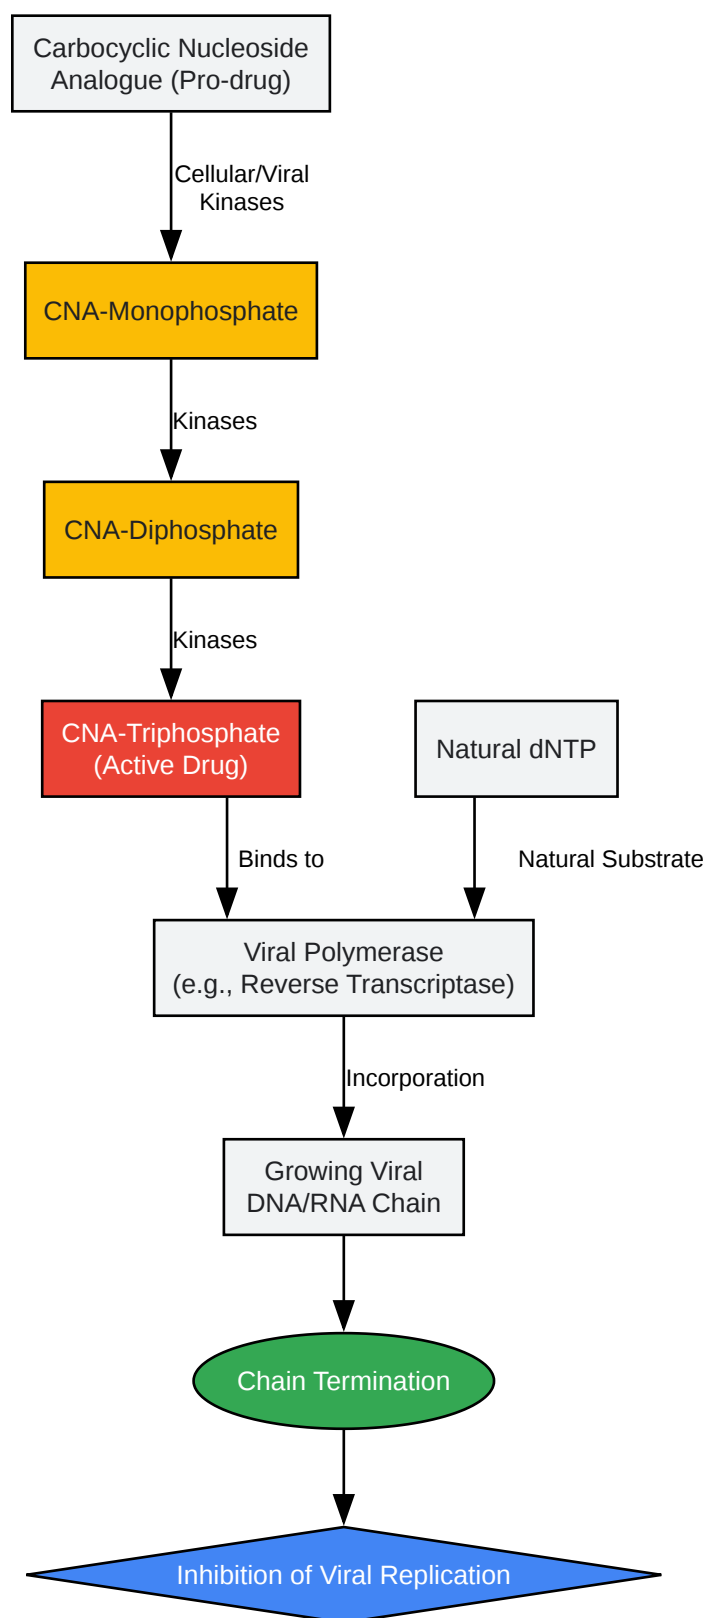 Carbocyclic Nucleoside
Analogue (Pro-drug)
Cellular/Viral
Kinases
CNA-Monophosphate
Kinases
CNA-Diphosphate
Kinases
CNA-Triphosphate
(Active Drug)
Natural dNTP
Binds to
Natural Substrate
Viral Polymerase
(e.g., Reverse Transcriptase)
Incorporation
Growing Viral
DNA/RNA Chain
Chain Termination
Inhibition of Viral Replication